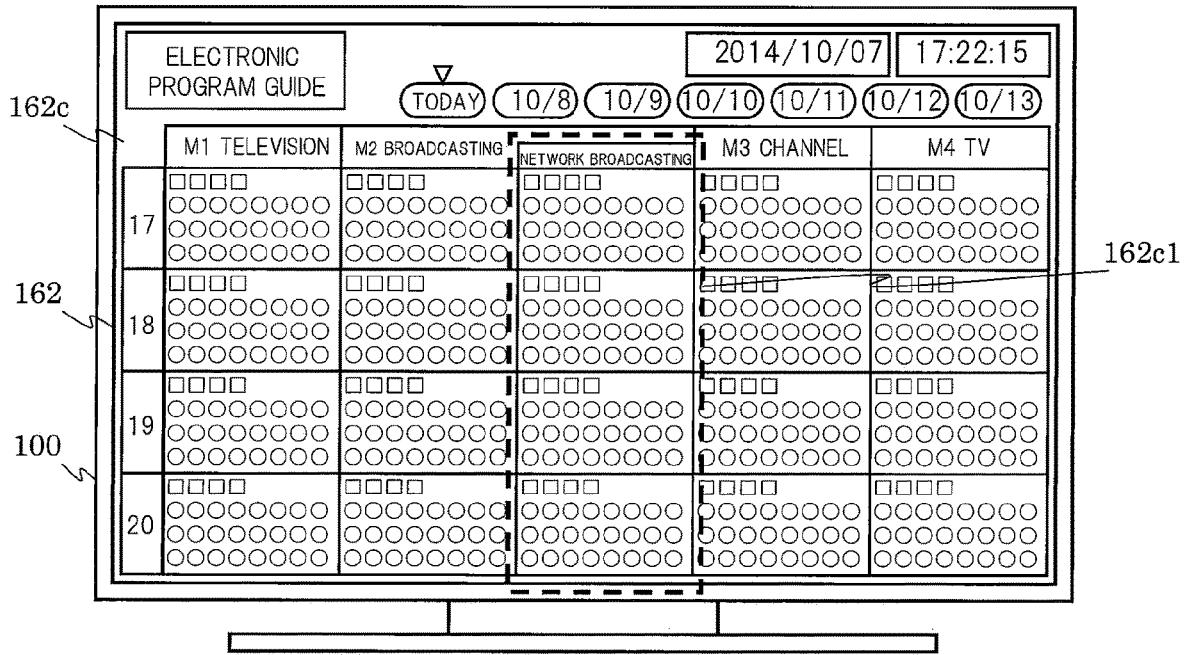 ELECTRONIC
PROGRAM GUIDE
2014/10/07 17:22:15
TODAY 10/8 10/9 10/10 10/11 10/12 10/13
162c
M1 TELEVISION M2 BROADCASTING NETWORK BROADCASTING M3 CHANNEL M4 TV
□□□□ □□□□ □□□□ □□□□ □□□□
○○○○○○○○ ○○○○○○○○ ○○○○○○○○ ○○○○○○○○ ○○○○○○○○
17 ○○○○○○○○ ○○○○○○○○ ○○○○○○○○ ○○○○○○○○ ○○○○○○○○
○○○○○○○○ ○○○○○○○○ ○○○○○○○○ ○○○○○○○○ ○○○○○○○○
162c1
□□□□ □□□□ □□□□ □□□□ □□□□
162
○○○○○○○○ ○○○○○○○○ ○○○○○○○○ ○○○○○○○○ ○○○○○○○○
18 ○○○○○○○○ ○○○○○○○○ ○○○○○○○○ ○○○○○○○○ ○○○○○○○○
○○○○○○○○ ○○○○○○○○ ○○○○○○○○ ○○○○○○○○ ○○○○○○○○
□□□□ □□□□ □□□□ □□□□ □□□□
○○○○○○○○ ○○○○○○○○ ○○○○○○○○ ○○○○○○○○ ○○○○○○○○
19 ○○○○○○○○ ○○○○○○○○ ○○○○○○○○ ○○○○○○○○ ○○○○○○○○
100
○○○○○○○○ ○○○○○○○○ ○○○○○○○○ ○○○○○○○○ ○○○○○○○○
□□□□ □□□□ □□□□ □□□□ □□□□
○○○○○○○○ ○○○○○○○○ ○○○○○○○○ ○○○○○○○○ ○○○○○○○○
20 ○○○○○○○○ ○○○○○○○○ ○○○○○○○○ ○○○○○○○○ ○○○○○○○○
○○○○○○○○ ○○○○○○○○ ○○○○○○○○ ○○○○○○○○ ○○○○○○○○